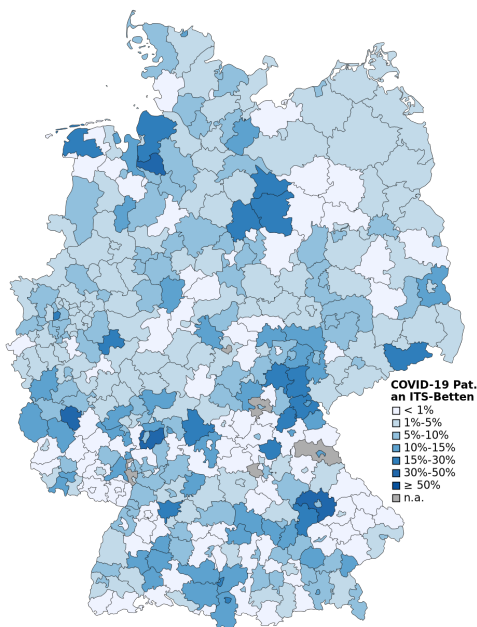 COVID-19 Pat.
an ITS-Betten
< 1%
1%-5%
5%-10%
10%-15%
15%-30%
30%-50%
≥ 50%
n.a.